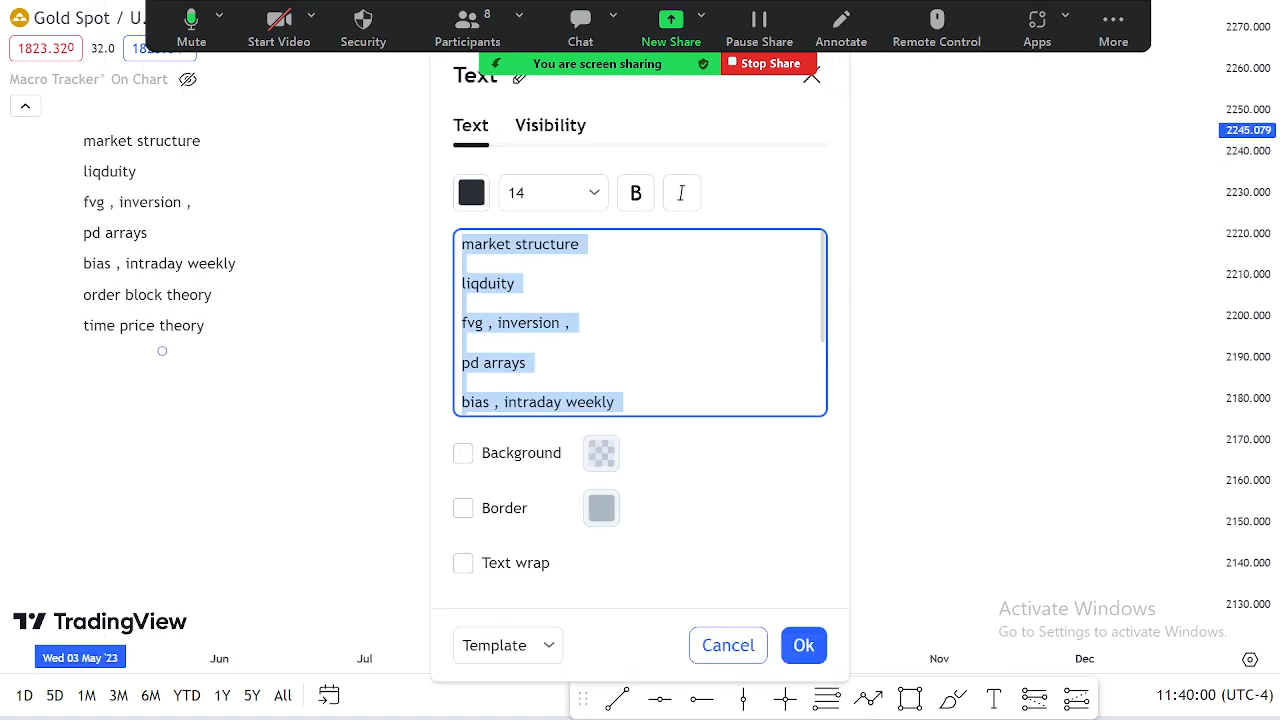 Gold Spot / U.
Mute
Start Video
Security
Participants
8
Chat
New Share
Pause Share
Annotate
Remote Control
Apps
More
You are screen sharing
Stop Share
1823.320
32.0
Macro Tracker° On Chart
market structure
liqduity
fvg , inversion ,
pd arrays
bias , intraday weekly
order block theory
time price theory
Text
Text
Visibility
14
B
I
market structure
liqduity
fvg , inversion ,
pd arrays
bias , intraday weekly
Background
Border
Text wrap
Template
Cancel
Ok
2270.000
2260.000
2250.000
2245.079
2240.000
2230.000
2220.000
2210.000
2200.000
2190.000
2180.000
2170.000
2160.000
2150.000
2140.000
2130.000
Activate Windows
Go to Settings to activate Windows.
TradingView
Wed 03 May '23
Jun
Jul
Nov
Dec
1D 5D 1M 3M 6M YTD 1Y 5Y All
T
11:40:00 (UTC-4)